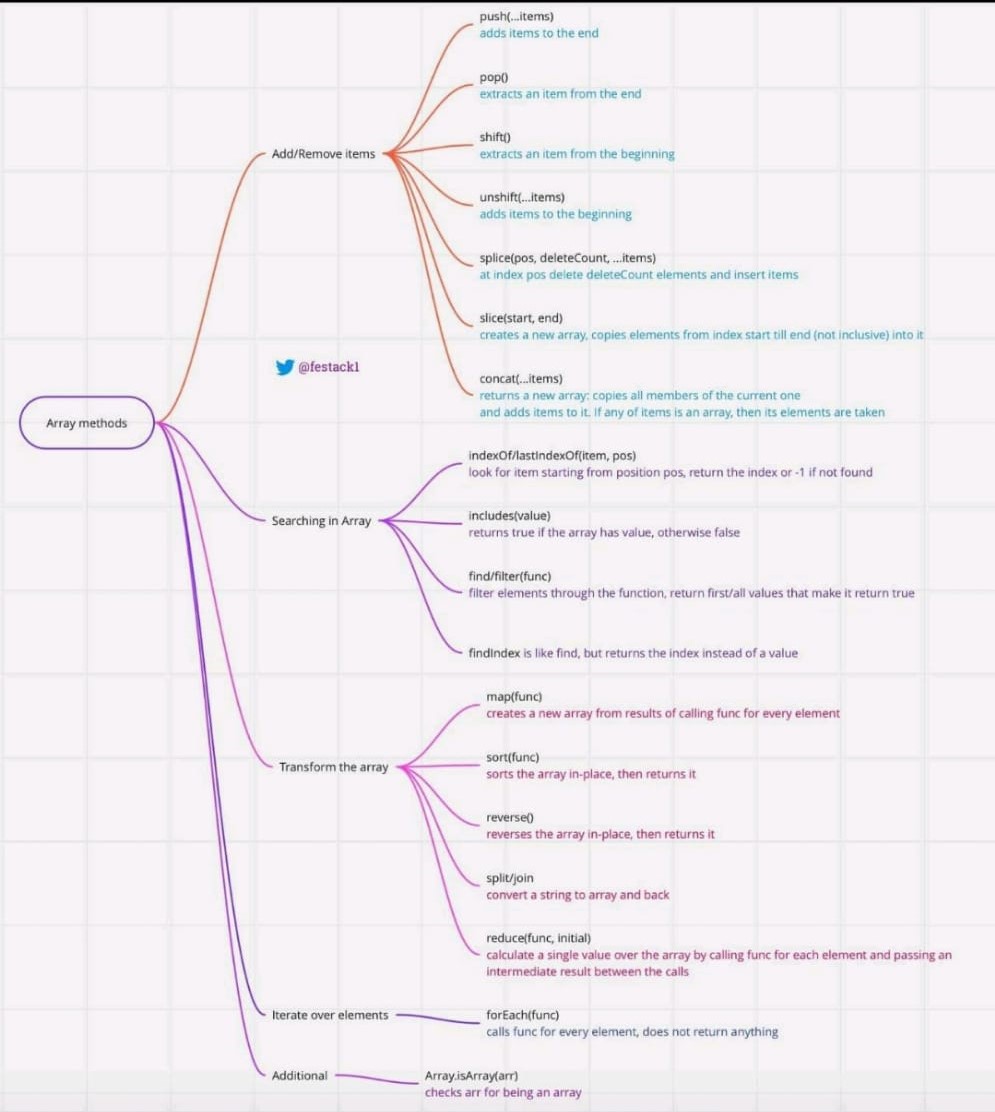 push(...items)
adds items to the end
pop()
extracts an item from the end
shift()
extracts an item from the beginning
Add/Remove items
unshift(...items)
adds items to the beginning
splice(pos, deleteCount, ...items)
at index pos delete deleteCount elements and insert items
slice(start, end)
creates a new array, copies elements from index start till end (not inclusive) into it
@festack1
concat(...items)
returns a new array: copies all members of the current one
and adds items to it. If any of items is an array, then its elements are taken
Array methods
indexOf/lastIndexOf(item, pos)
look for item starting from position pos, return the index or -1 if not found
Searching in Array
includes(value)
returns true if the array has value, otherwise false
find/filter(func)
filter elements through the function, return first/all values that make it return true
findIndex is like find, but returns the index instead of a value
map(func)
creates a new array from results of calling func for every element
Transform the array
sort(func)
sorts the array in-place, then returns it
reverse()
reverses the array in-place, then returns it
split/join
convert a string to array and back
reduce(func, initial)
calculate a single value over the array by calling func for each element and passing an
intermediate result between the calls
Iterate over elements
forEach(func)
calls func for every element, does not return anything
Additional
Array.isArray(arr)
checks arr for being an array